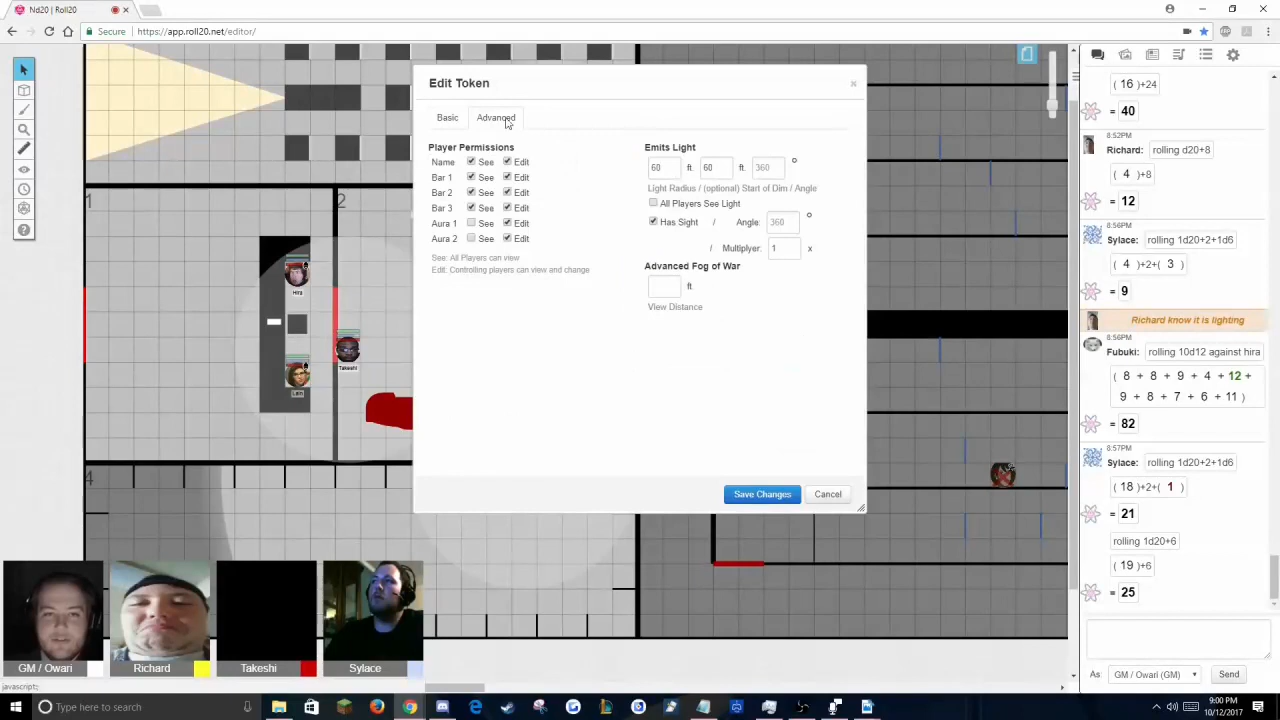 Nd20 | Roll20
Secure | https://app.roll20.net/editor/
1
2
4
Hira
Takeshi
Edit Token
×
Basic
Advanced
Player Permissions
Name See Edit
Bar 1 See Edit
Bar 2 See Edit
Bar 3 See Edit
Aura 1 See Edit
Aura 2 See Edit
See: All Players can view
Edit: Controlling players can view and change
Emits Light
60 ft. 60 ft. 360 °
Light Radius / (optional) Start of Dim / Angle
All Players See Light
Has Sight / Angle: 360 °
/ Multiplyer: 1 x
Advanced Fog of War
ft.
View Distance
Save Changes
Cancel
( 16 )+24
= 40
8:52PM
Richard: rolling d20+8
( 4 )+8
= 12
8:56PM
Sylace: rolling 1d20+2+1d6
( 4 )+2+( 3 )
= 9
Richard know it is lighting
8:56PM
Fubuki: rolling 10d12 against hira
( 8 + 8 + 9 + 4 + 12 +
9 + 8 + 7 + 6 + 11 )
= 82
8:57PM
Sylace: rolling 1d20+2+1d6
( 18 )+2+( 1 )
= 21
rolling 1d20+6
( 19 )+6
= 25
As: GM / Owari (GM) Send
GM / Owari
Richard
Takeshi
Sylace
javascript:;
Type here to search
9:00 PM
10/12/2017